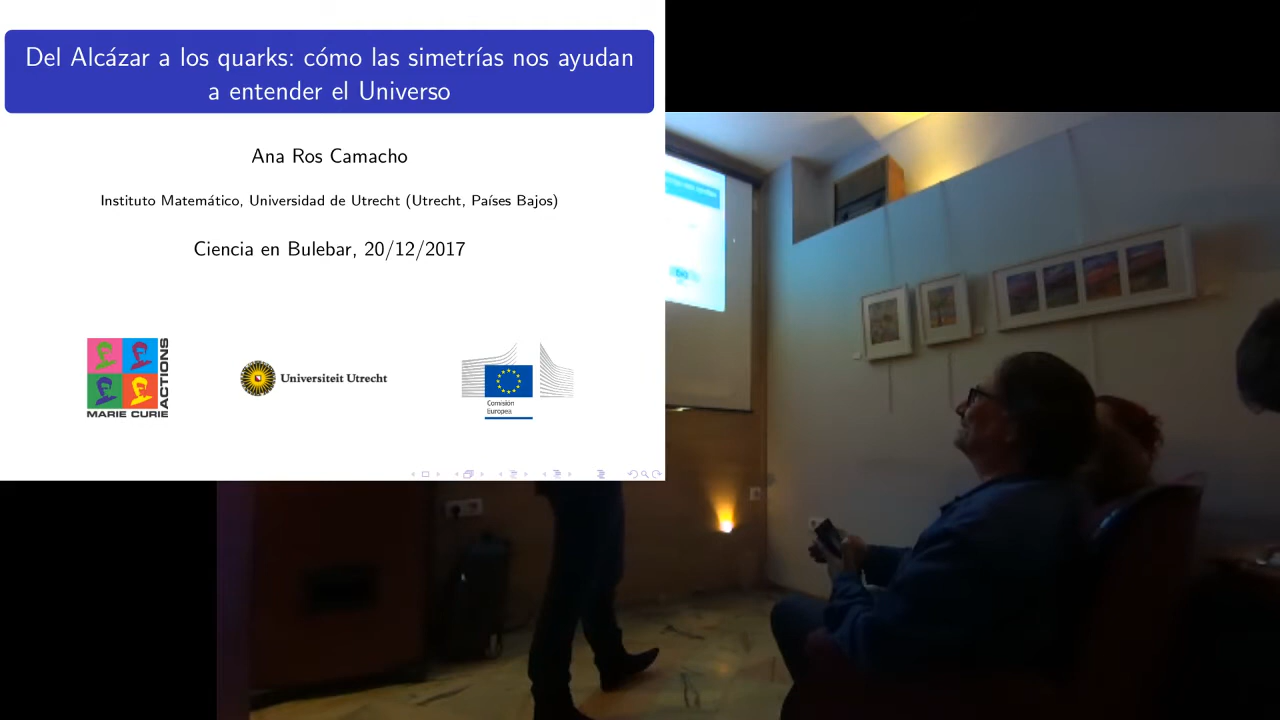 Del Alcázar a los quarks: cómo las simetrías nos ayudan
a entender el Universo
Ana Ros Camacho
Instituto Matemático, Universidad de Utrecht (Utrecht, Países Bajos)
Ciencia en Bulebar, 20/12/2017
MARIE CURIE
ACTIONS
Universiteit Utrecht
Comisión
Europea